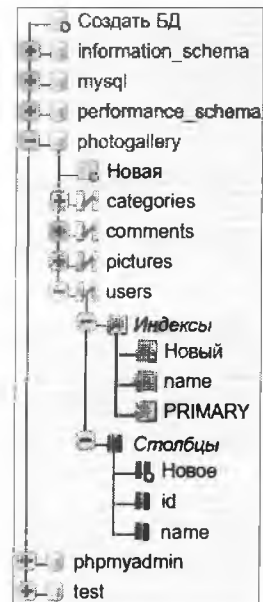 Создать БД
information_schema
mysql
performance_schema
photogallery
Новая
categories
comments
pictures
users
Индексы
Новый
name
PRIMARY
Столбцы
Новое
id
name
phpmyadmin
test